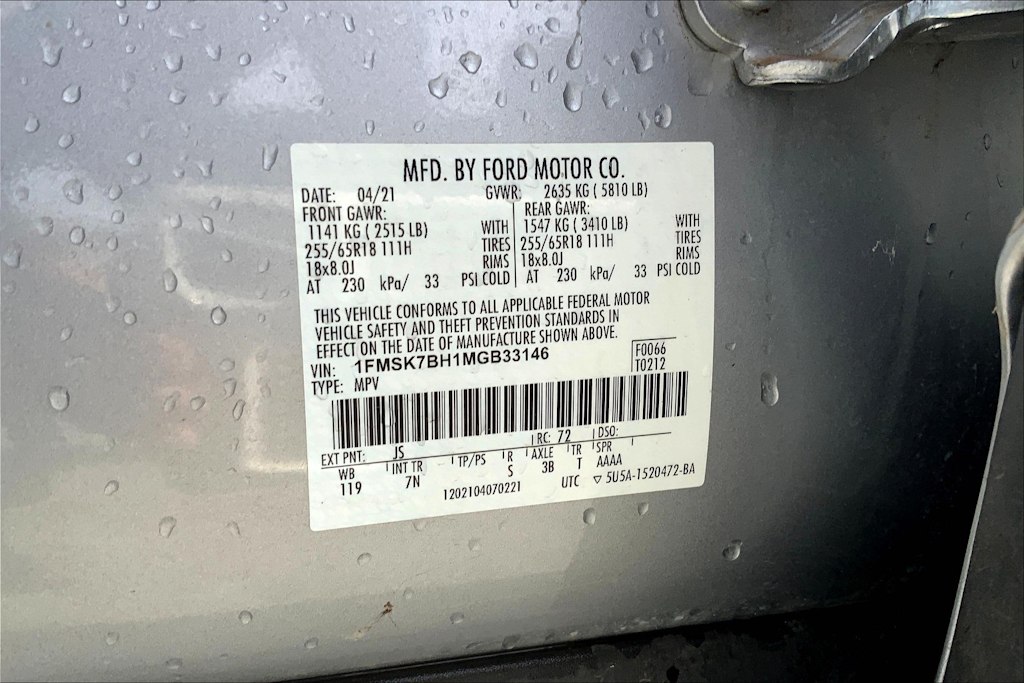 MFD. BY FORD MOTOR CO.
DATE: 04/21 GVWR: 2635 KG ( 5810 LB)
FRONT GAWR: REAR GAWR:
1141 KG ( 2515 LB) WITH 1547 KG ( 3410 LB) WITH
255/65R18 111H TIRES 255/65R18 111H TIRES
18x8.0J RIMS 18x8.0J RIMS
AT 230 kPa/ 33 PSI COLD AT 230 kPa/ 33 PSI COLD
THIS VEHICLE CONFORMS TO ALL APPLICABLE FEDERAL MOTOR
VEHICLE SAFETY AND THEFT PREVENTION STANDARDS IN
EFFECT ON THE DATE OF MANUFACTURE SHOWN ABOVE.
VIN: 1FMSK7BH1MGB33146 F0066
TYPE: MPV T0212
EXT PNT: JS RC: 72 DSO:
WB INT TR TP/PS R AXLE TR SPR
119 7N S 3B T AAAA
1202104070221 UTC ▽ 5U5A-1520472-BA